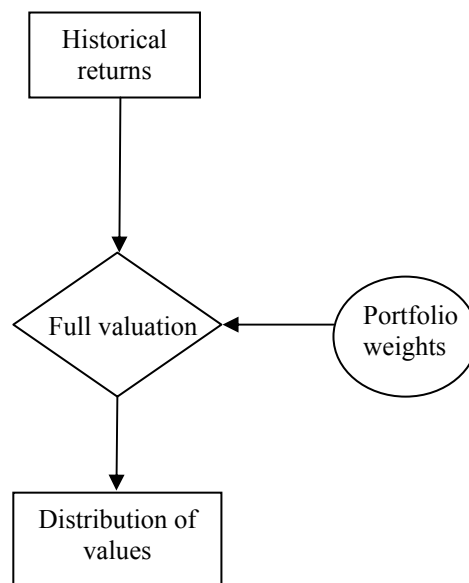 Historical
returns
Full valuation
Portfolio
weights
Distribution of
values